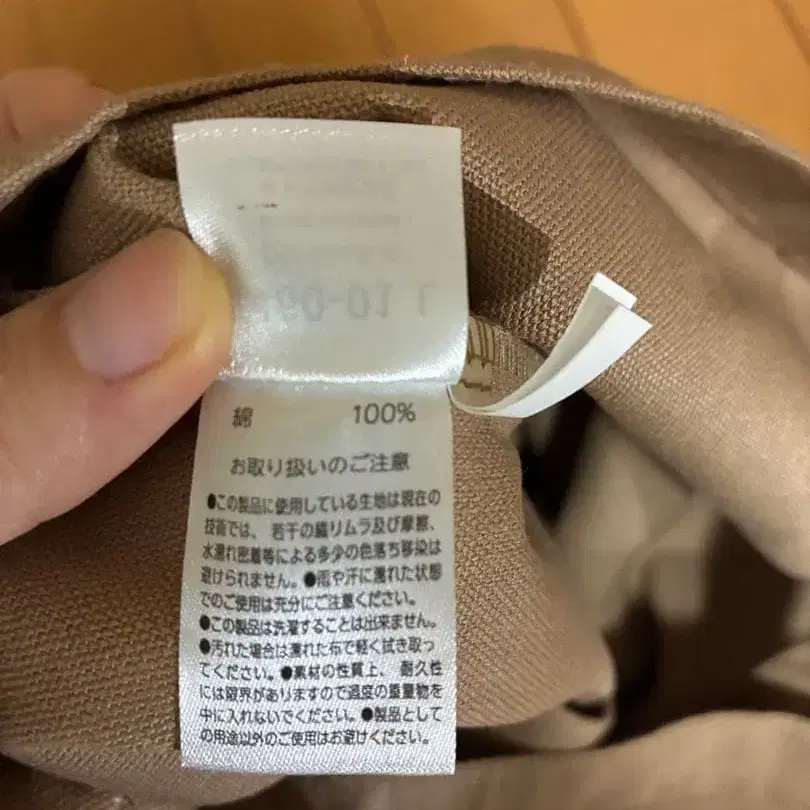 綿 100%
お取り扱いのご注意
●この製品に使用している生地は現在の
技術では、若干の織りムラ及び摩擦、
水濡れ密着等による多少の色落ち移染は
避けられません。●雨や汗に濡れた状態
でのご使用は充分にご注意ください。
●この製品は洗濯することは出来ません。
●汚れた場合は濡れた布で軽く拭き取っ
てください。●素材の性質上、耐久性
には限界がありますので過度の重量物を
中に入れないでください。●製品として
の用途以外のご使用はお避けください。